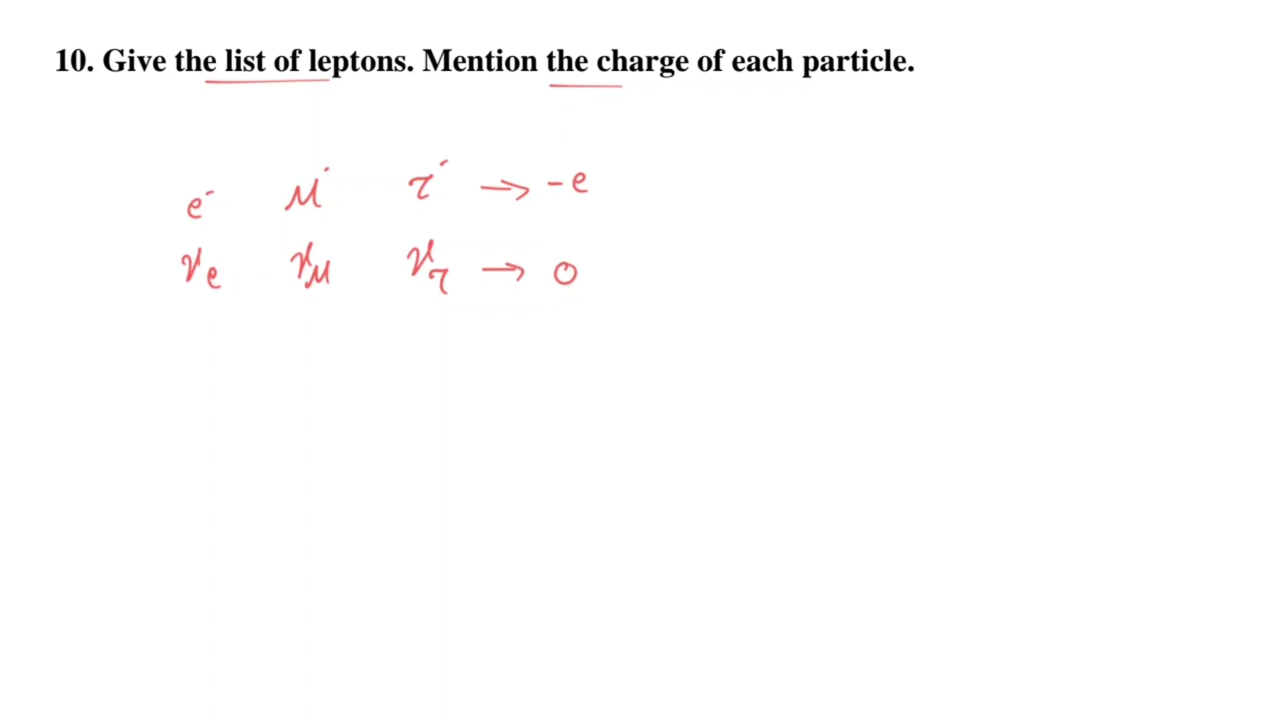 10. Give the list of leptons. Mention the charge of each particle.
e⁻ μ⁻ τ⁻ → -e
νe νμ ντ → 0